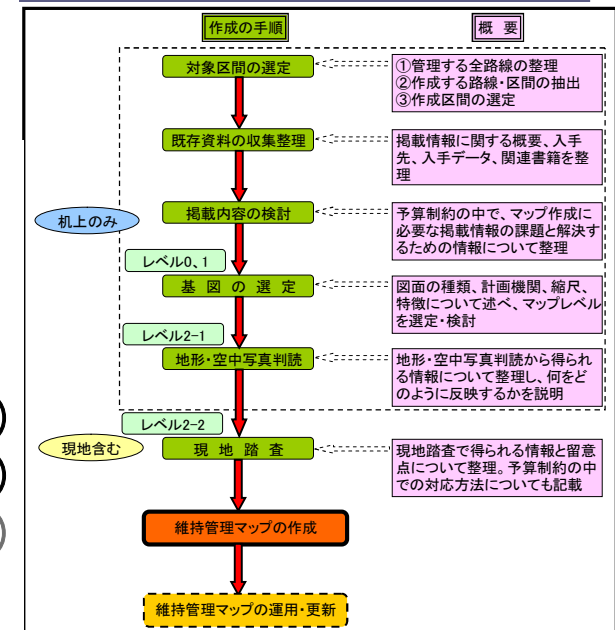 作成の手順
概 要
対象区間の選定
①管理する全路線の整理
②作成する路線・区間の抽出
③作成区間の選定
既存資料の収集整理
掲載情報に関する概要、入手
先、入手データ、関連書籍を整
理
机上のみ
掲載内容の検討
予算制約の中で、マップ作成に
必要な掲載情報の課題と解決す
るための情報について整理
レベル0、1
基 図 の 選 定
図面の種類、計画機関、縮尺、
特徴について述べ、マップレベル
を選定・検討
レベル2-1
地形・空中写真判読
地形・空中写真判読から得られ
る情報について整理し、何をど
のように反映するかを説明
レベル2-2
現地含む
現 地 踏 査
現地踏査で得られる情報と留意
点について整理。予算制約の中
での対応方法についても記載
維持管理マップの作成
維持管理マップの運用・更新